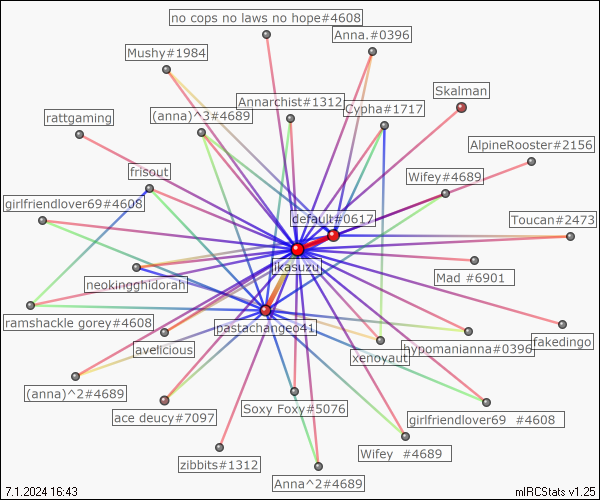 no cops no laws no hope#4608
Anna.#0396
Mushy#1984
Skalman
Annarchist#1312
Cypha#1717
(anna)^3#4689
rattgaming
AlpineRooster#2156
frisout
Wifey#4689
girlfriendlover69#4608
default#0617
Toucan#2473
ikasuzu
Mad #6901
neokingghidorah
ramshackle gorey#4608
pastachangeo41
fakedingo
avelicious
xenoyaut
hypomanianna#0396
(anna)^2#4689
ace deucy#7097
Soxy Foxy#5076
girlfriendlover69 #4608
Wifey #4689
zibbits#1312
Anna^2#4689
7.1.2024 16:43
mIRCStats v1.25